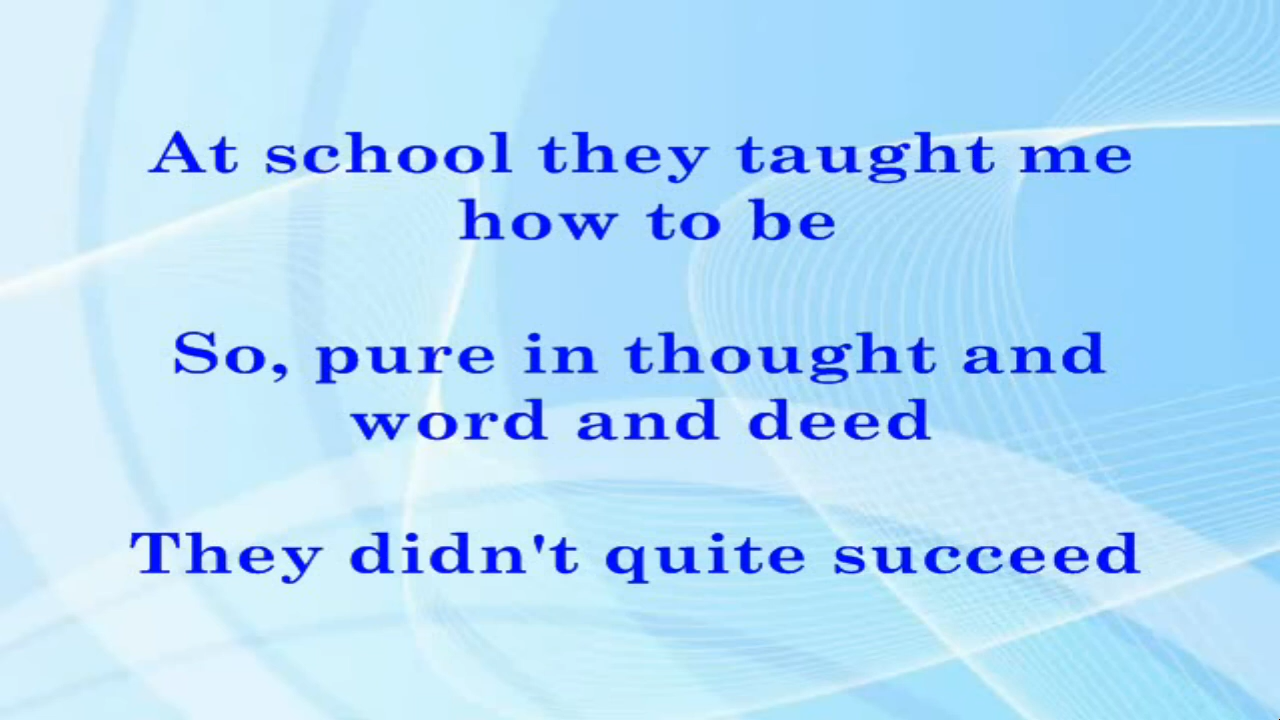 At school they taught me
how to be
So, pure in thought and
word and deed
They didn't quite succeed